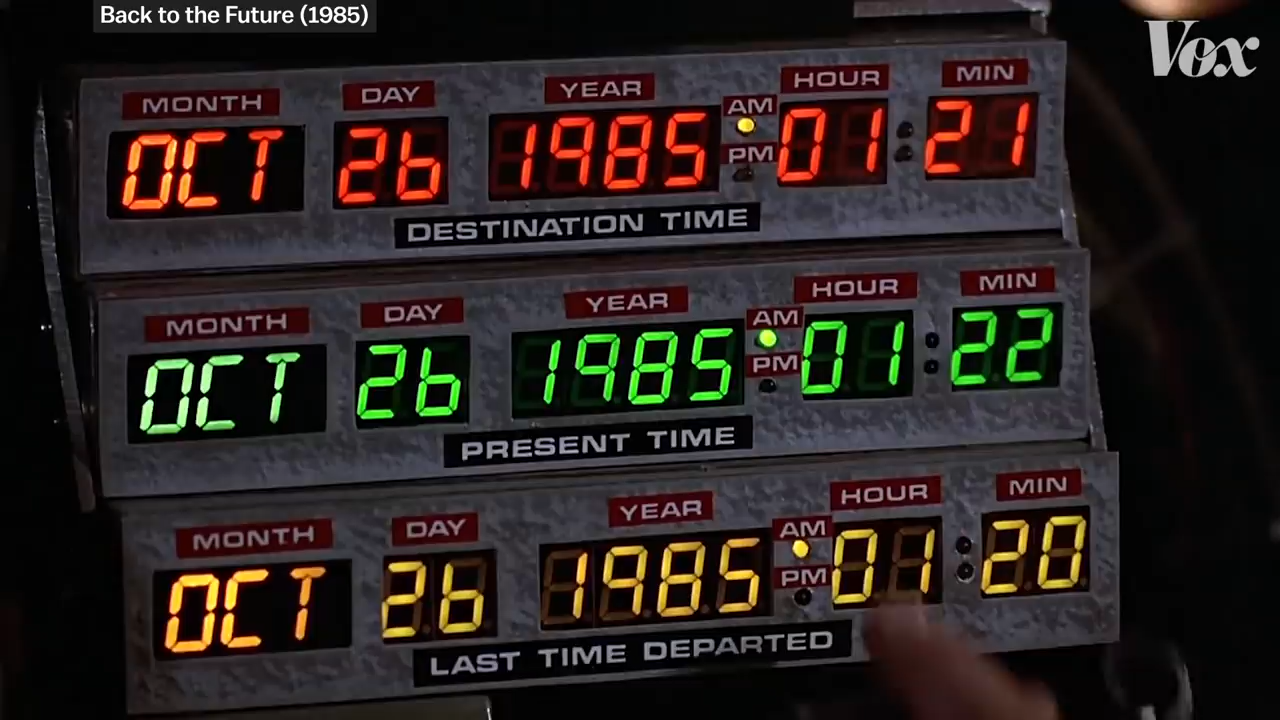 Back to the Future (1985)
Vox
MONTH DAY YEAR AM PM HOUR MIN
OCT 26 1985 01:21
DESTINATION TIME
MONTH DAY YEAR AM PM HOUR MIN
OCT 26 1985 01:22
PRESENT TIME
MONTH DAY YEAR AM PM HOUR MIN
OCT 26 1985 01:20
LAST TIME DEPARTED